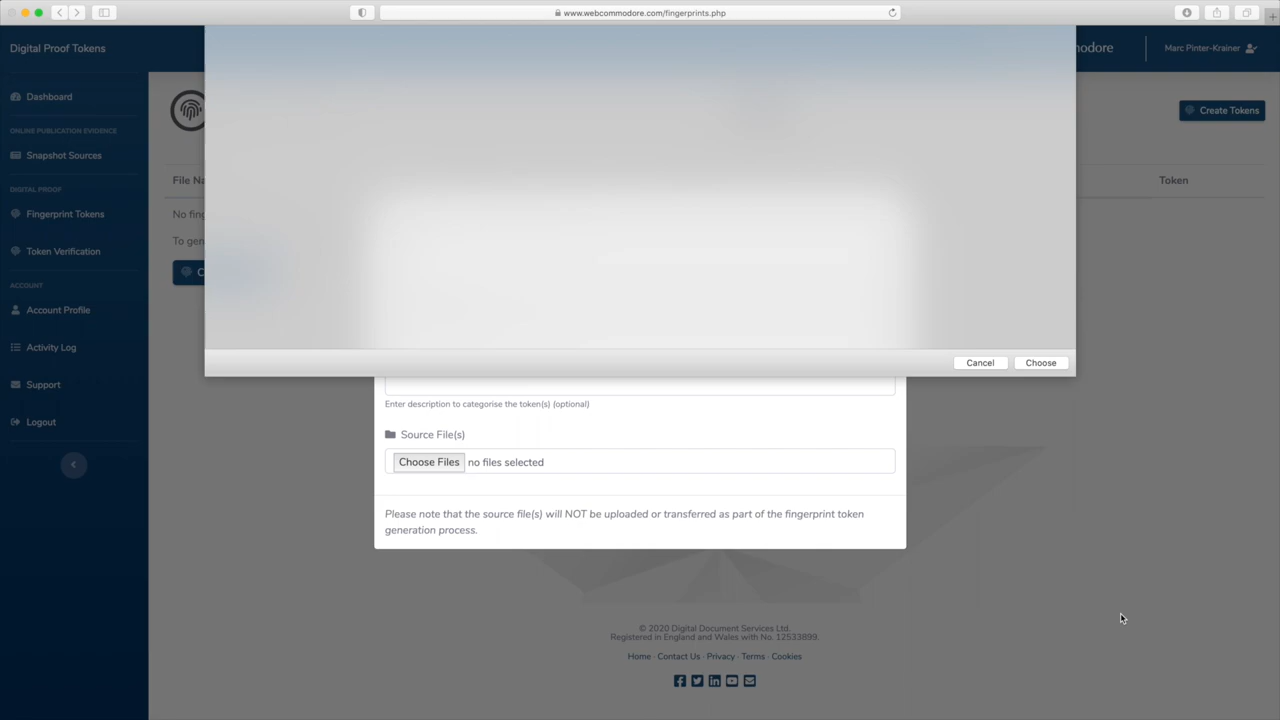 www.webcommodore.com/fingerprints.php
Digital Proof Tokens
odore
Marc Pinter-Krainer
Dashboard
Create Tokens
ONLINE PUBLICATION EVIDENCE
Snapshot Sources
File Na
Token
DIGITAL PROOF
Fingerprint Tokens
No fing
To gen
Token Verification
C
ACCOUNT
Account Profile
Activity Log
Cancel
Choose
Support
Enter description to categorise the token(s) (optional)
Logout
Source File(s)
Choose Files no files selected
Please note that the source file(s) will NOT be uploaded or transferred as part of the fingerprint token
generation process.
© 2020 Digital Document Services Ltd.
Registered in England and Wales with No. 12533899.
Home · Contact Us · Privacy · Terms · Cookies